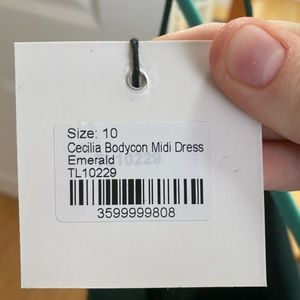 Size: 10
Cecilia Bodycon Midi Dress
Emerald
TL10229
3599999808